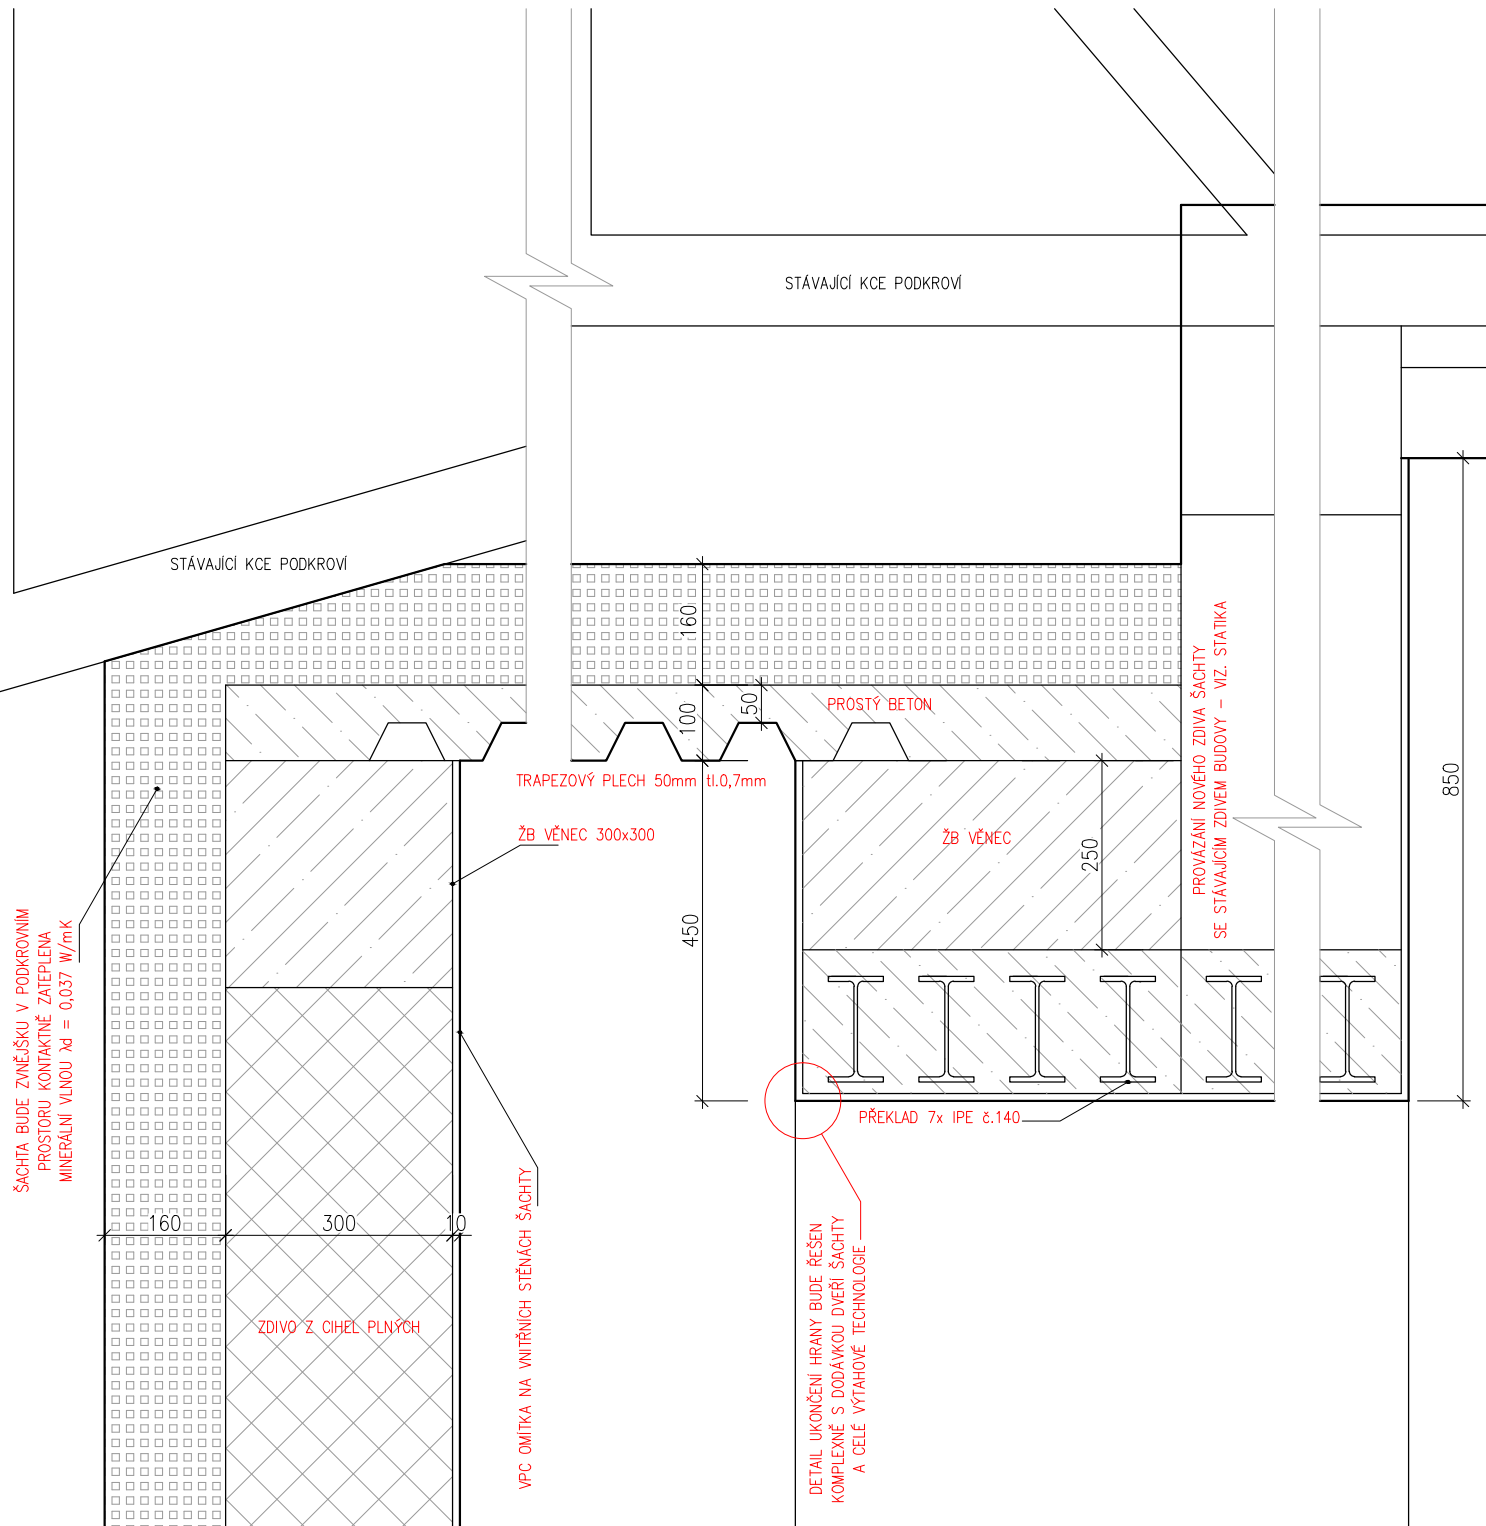 STÁVAJÍCÍ KCE PODKROVÍ
STÁVAJÍCÍ KCE PODKROVÍ
160
100
50
PROSTÝ BETON
TRAPEZOVÝ PLECH 50mm tl.0,7mm
ŽB VĚNEC 300x300
ŽB VĚNEC
250
450
850
PROVÁZÁNÍ NOVÉHO ZDIVA ŠACHTY
SE STÁVAJÍCÍM ZDIVEM BUDOVY – VIZ. STATIKA
ŠACHTA BUDE ZVNĚJŠKU V PODKROVNÍM
PROSTORU KONTAKTNĚ ZATEPLENA
MINERÁLNÍ VLNOU λd = 0,037 W/mK
PŘEKLAD 7x IPE č.140
160
300
10
ZDIVO Z CIHEL PLNÝCH
VPC OMÍTKA NA VNITŘNÍCH STĚNÁCH ŠACHTY
DETAIL UKONČENÍ HRANY BUDE ŘEŠEN
KOMPLEXNĚ S DODÁVKOU DVEŘÍ ŠACHTY
A CELÉ VÝTAHOVÉ TECHNOLOGIE